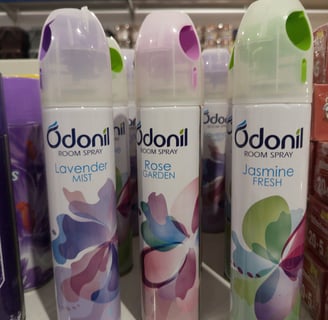 Odonil
ROOM SPRAY
Lavender
MIST
Odonil
ROOM SPRAY
Rose
GARDEN
Odonil
ROOM SPRAY
Jasmine
FRESH